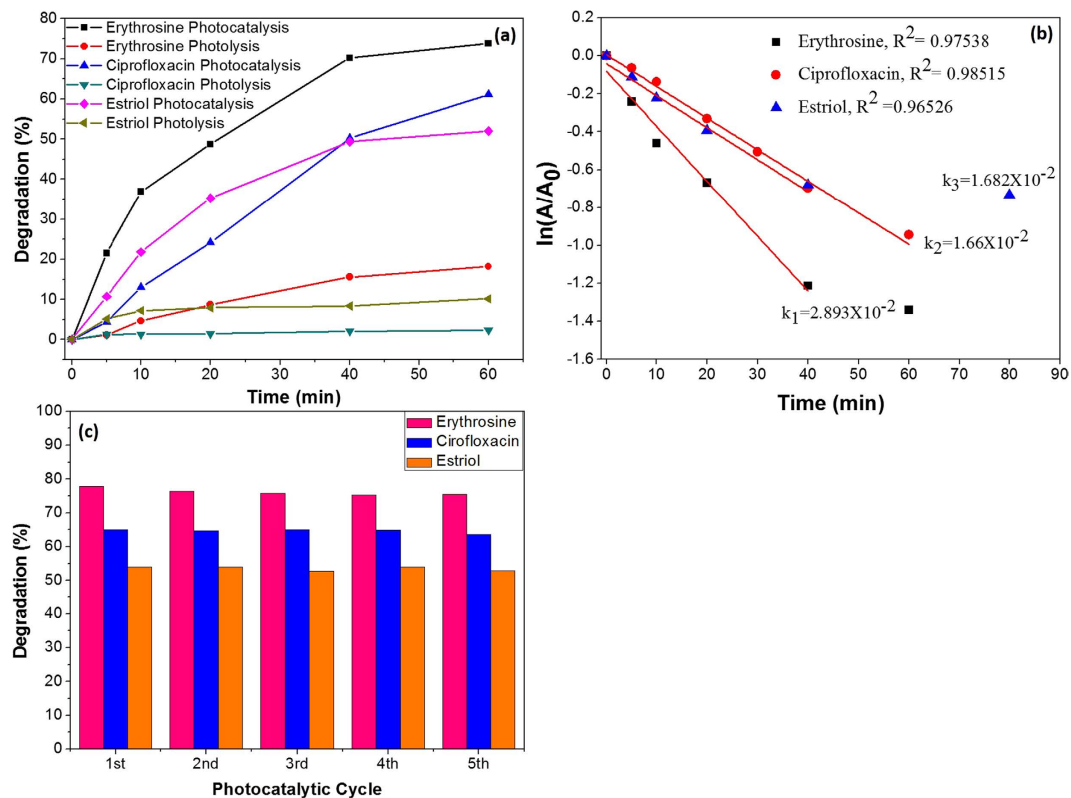 (a)
Erythrosine Photocatalysis
Erythrosine Photolysis
Ciprofloxacin Photocatalysis
Ciprofloxacin Photolysis
Estriol Photocatalysis
Estriol Photolysis
Degradation (%)
80
70
60
50
40
30
20
10
0
0 10 20 30 40 50 60
Time (min)
(b)
Erythrosine, R²= 0.97538
Ciprofloxacin, R²= 0.98515
Estriol, R² 0.96526
ln(A/A₀)
0.0
-0.2
-0.4
-0.6
-0.8
-1.0
-1.2
-1.4
-1.6
k₃=1.682X10⁻²
k₂=1.66X10⁻²
k₁=2.893X10⁻²
0 10 20 30 40 50 60 70 80 90
Time (min)
(c)
Erythrosine
Cirofloxacin
Estriol
Degradation (%)
100
90
80
70
60
50
40
30
20
10
0
1st 2nd 3rd 4th 5th
Photocatalytic Cycle